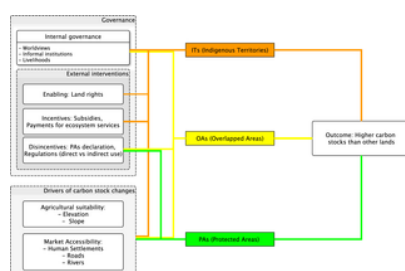 Governance
Internal governance
- Worldviews
- Informal institutions
- Livelihoods
External interventions
Enabling: Land rights
Incentives: Subsidies,
Payments for ecosystem services
Disincentives: PAs declaration,
Regulations (direct vs indirect use)
Drivers of carbon stock changes
Agricultural suitability:
- Elevation
- Slope
Market Accessibility:
- Human Settlements
- Roads
- Rivers
ITs (Indigenous Territories)
OAs (Overlapped Areas)
PAs (Protected Areas)
Outcome: Higher carbon
stocks than other lands